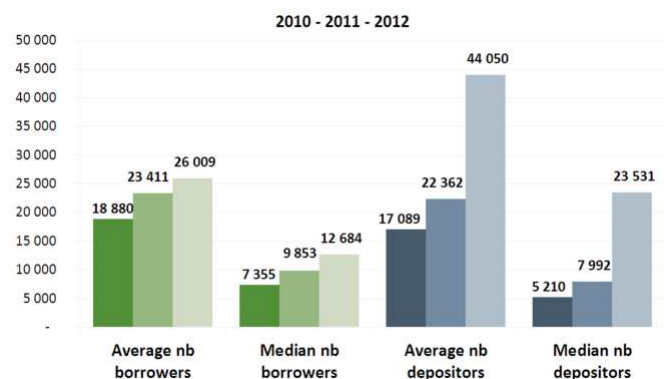 2010 - 2011 - 2012
50 000
45 000
40 000
35 000
30 000
25 000
20 000
15 000
10 000
5 000
-
18 880
23 411
26 009
7 355
9 853
12 684
17 089
22 362
44 050
5 210
7 992
23 531
Average nb
borrowers
Median nb
borrowers
Average nb
depositors
Median nb
depositors